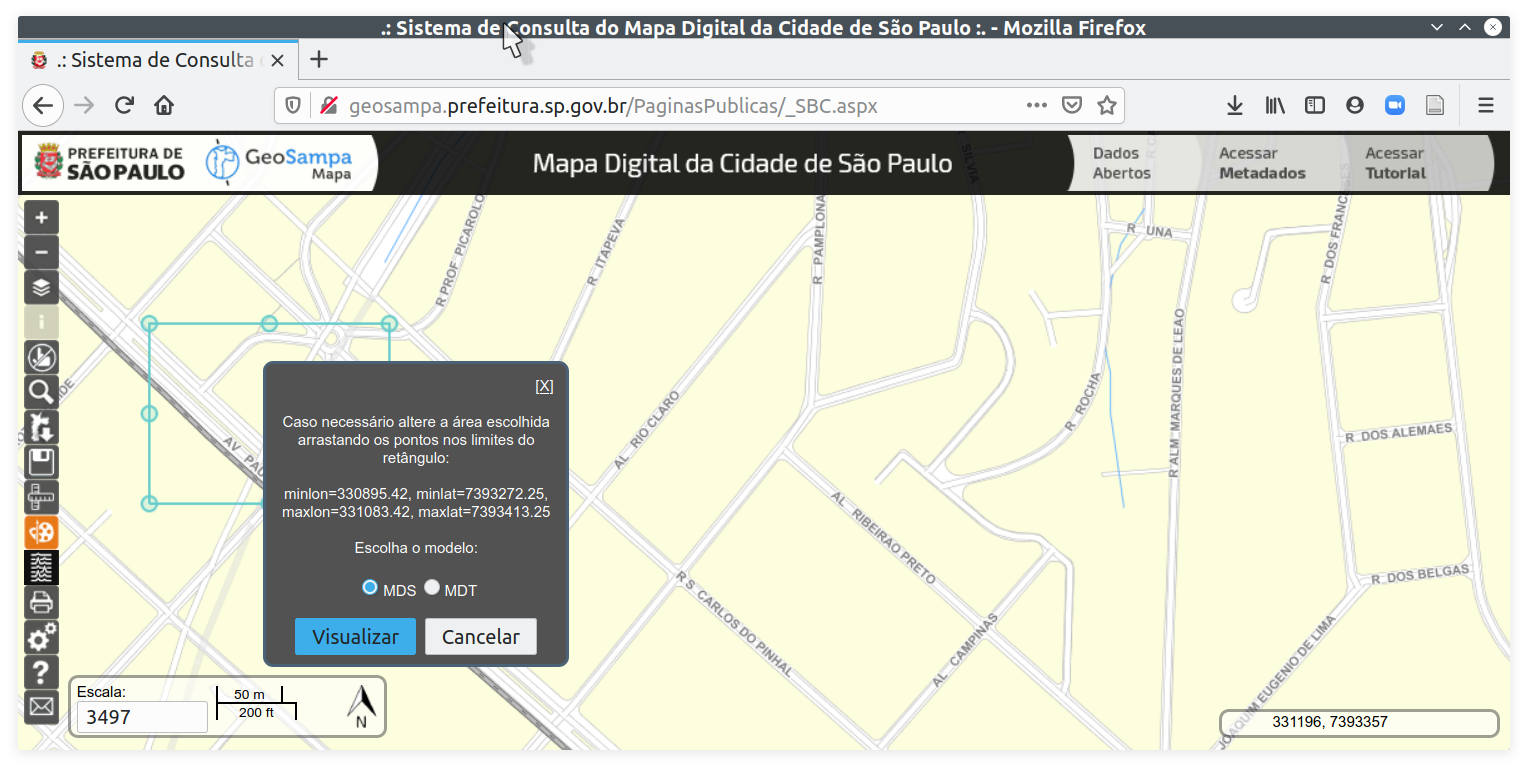 .: Sistema de Consulta do Mapa Digital da Cidade de São Paulo :. - Mozilla Firefox
.: Sistema de Consulta
geosampa.prefeitura.sp.gov.br/PaginasPublicas/_SBC.aspx
PREFEITURA DE
SÃO PAULO
GeoSampa
Mapa
Mapa Digital da Cidade de São Paulo
Dados
Abertos
Acessar
Metadados
Acessar
Tutorial
SILVIA
R PROF PICAROLO
R ITAPEVA
R PAMPLONA
R UNA
R DOS FRANCESES
AV PAU
AL RIO CLARO
R ROCHA
R ALM MARQUES DE LEAO
R DOS ALEMAES
AL RIBEIRAO PRETO
R S CARLOS DO PINHAL
AL CAMPINAS
R DOS BELGAS
JOAQUIM EUGENIO DE LIMA
DE
[X]
Caso necessário altere a área escolhida
arrastando os pontos nos limites do
retângulo:
minlon=330895.42, minlat=7393272.25,
maxlon=331083.42, maxlat=7393413.25
Escolha o modelo:
MDS MDT
Visualizar Cancelar
Escala:
3497
50 m
200 ft
N
331196, 7393357